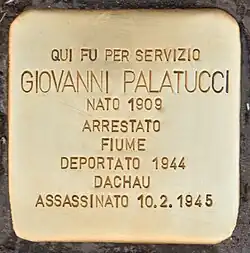 QUI FU PER SERVIZIO
GIOVANNI PALATUCCI
NATO 1909
ARRESTATO
FIUME
DEPORTATO 1944
DACHAU
ASSASSINATO 10.2.1945